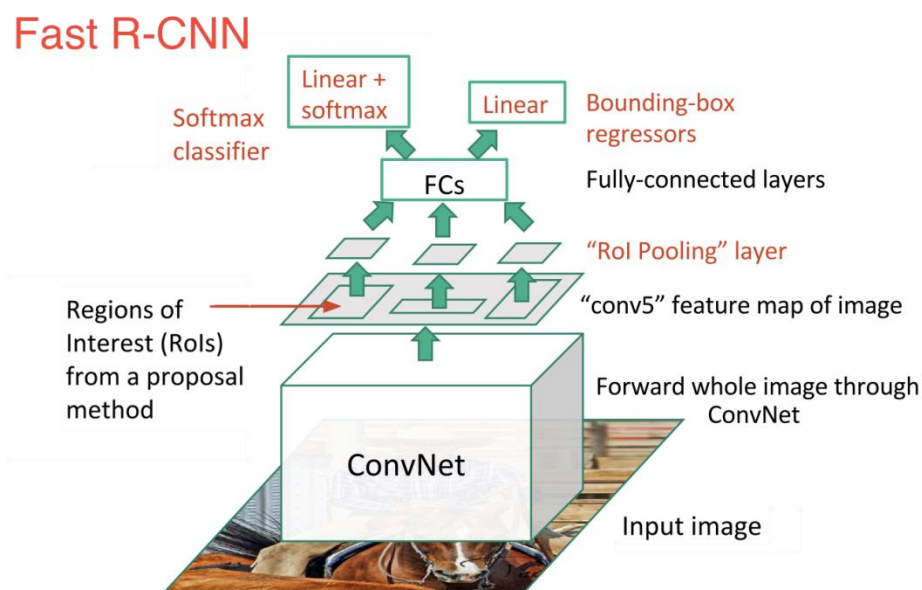 Fast R-CNN
Linear +
softmax
Linear
Softmax
classifier
Bounding-box
regressors
FCs
Fully-connected layers
“RoI Pooling” layer
Regions of
Interest (RoIs)
from a proposal
method
“conv5” feature map of image
Forward whole image through
ConvNet
ConvNet
Input image